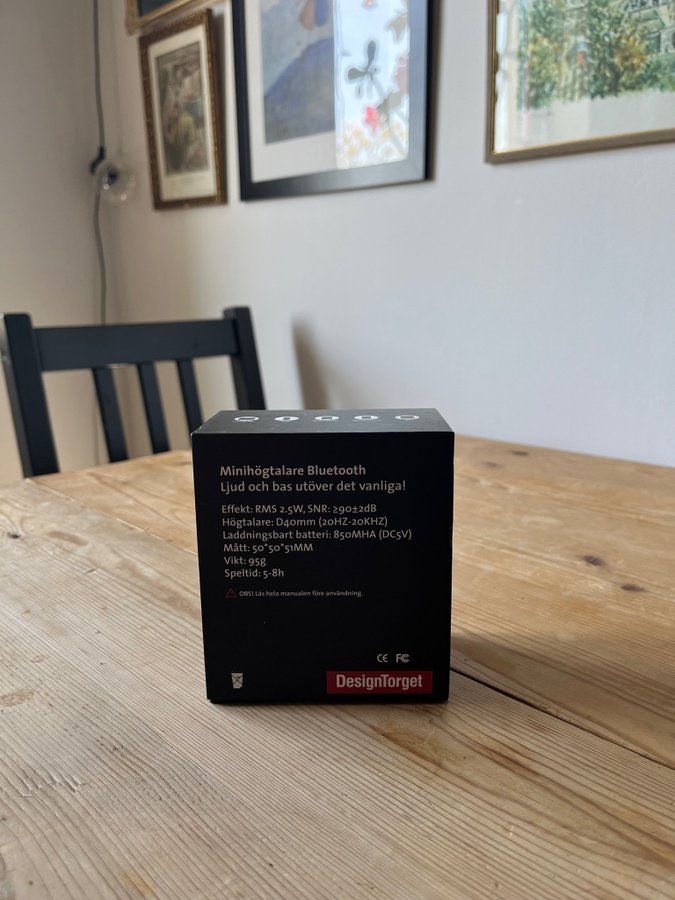 Minihögtalare Bluetooth
Ljud och bas utöver det vanliga!
Effekt: RMS 2.5W, SNR: ≥90±2dB
Högtalare: D40mm (20HZ-20KHZ)
Laddningsbart batteri: 850MHA (DC5V)
Mått: 50*50*51MM
Vikt: 95g
Speltid: 5-8h
OBS! Läs hela manualen före användning.
CE FC
DesignTorget